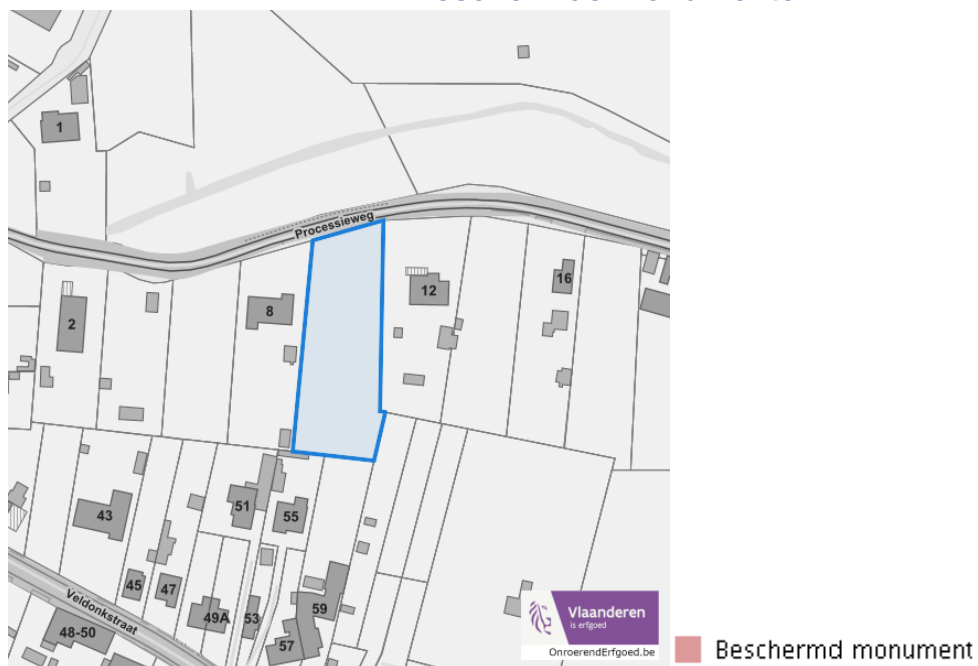 1
Processieweg
12
16
8
2
51
55
43
45
47
49A
53
59
57
Veldonkstraat
48-50
Vlaanderen
is erfgoed
OnroerendErfgoed.be
Beschermd monument